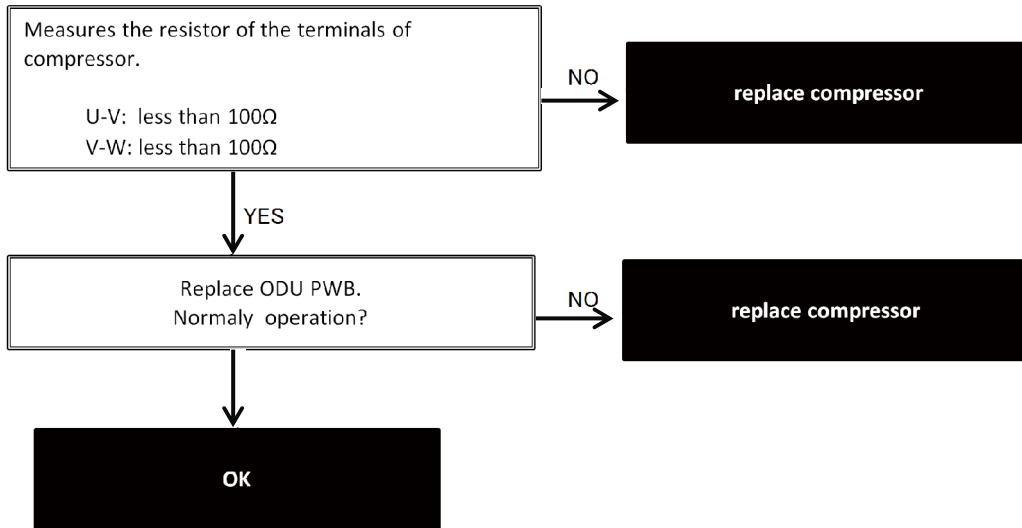 Measures the resistor of the terminals of
compressor.
U-V: less than 100Ω
V-W: less than 100Ω
NO
replace compressor
YES
Replace ODU PWB.
Normaly operation?
NO
replace compressor
OK